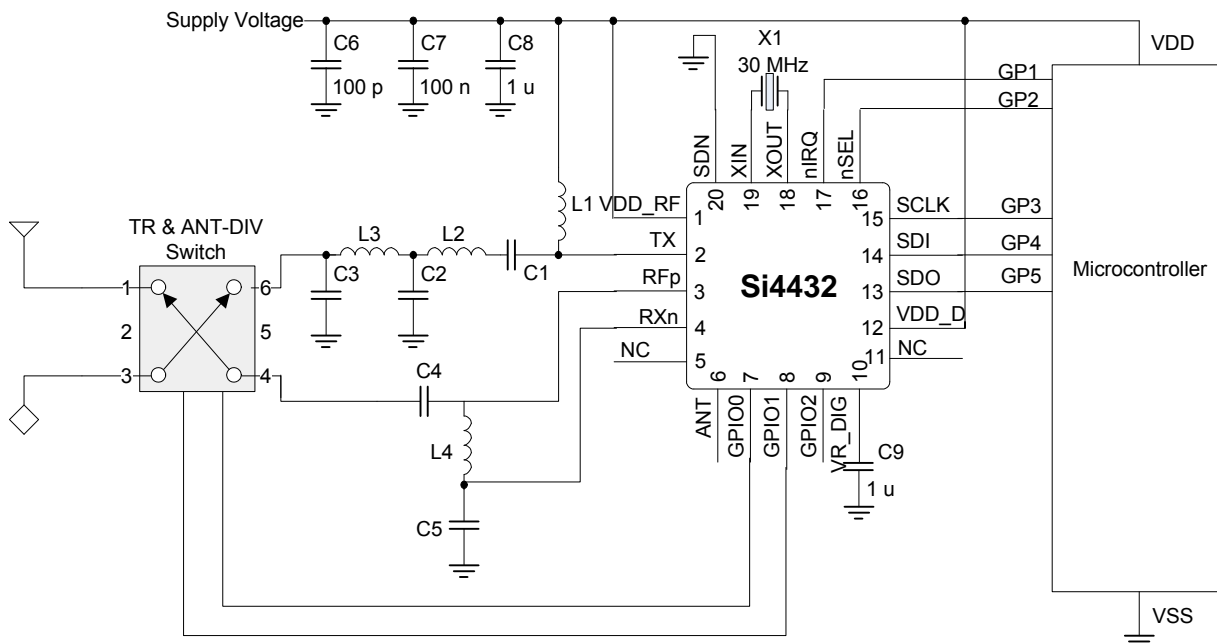 Supply Voltage
C6
100 p
C7
100 n
C8
1 u
X1
30 MHz
VDD
GP1
GP2
SDN
XIN
XOUT
nIRQ
nSEL
20
19
18
17
16
L1
VDD_RF
1
15
SCLK
GP3
TX
2
14
SDI
GP4
RFp
3
Si4432
13
SDO
GP5
Microcontroller
RXn
4
12
VDD_D
NC
5
11
NC
6
7
8
9
10
ANT
GPIO0
GPIO1
GPIO2
VR_DIG
C9
1 u
TR & ANT-DIV
Switch
L3
L2
C3
C2
C1
1
6
2
5
3
4
C4
L4
C5
VSS